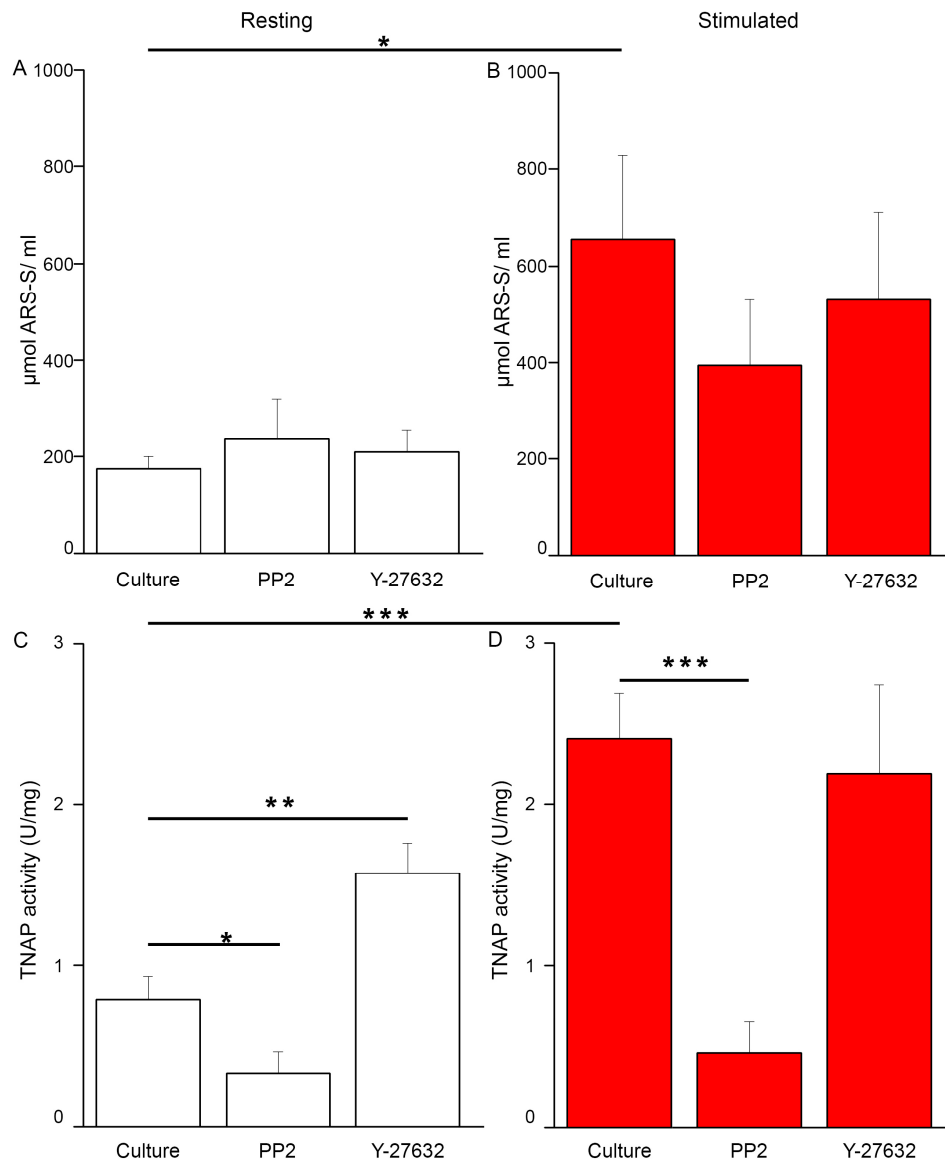 Resting
Stimulated
*
A
1000
800
600
400
200
0
µmol ARS-S/ ml
Culture
PP2
Y-27632
B
1000
800
600
400
200
0
µmol ARS-S/ ml
Culture
PP2
Y-27632
***
C
3
2
1
0
TNAP activity (U/mg)
**
*
Culture
PP2
Y-27632
D
3
2
1
0
TNAP activity (U/mg)
***
Culture
PP2
Y-27632